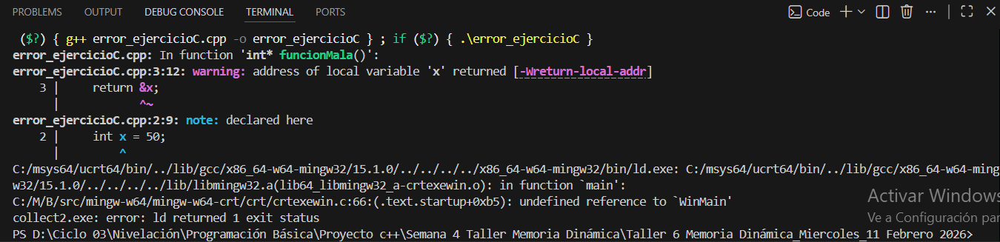 PROBLEMS OUTPUT DEBUG CONSOLE TERMINAL PORTS Code
($?) { g++ error_ejercicioC.cpp -o error_ejercicioC } ; if ($?) { .\error_ejercicioC }
error_ejercicioC.cpp: In function 'int* funcionMala()':
error_ejercicioC.cpp:3:12: warning: address of local variable 'x' returned [-Wreturn-local-addr]
3 | return &x;
| ^~
error_ejercicioC.cpp:2:9: note: declared here
2 | int x = 50;
| ^
C:/msys64/ucrt64/bin/../lib/gcc/x86_64-w64-mingw32/15.1.0/../../../../x86_64-w64-mingw32/bin/ld.exe: C:/msys64/ucrt64/bin/../lib/gcc/x86_64-w64-ming
w32/15.1.0/../../../../lib/libmingw32.a(lib64_libmingw32_a-crtexewin.o): in function `main':
C:/M/B/src/mingw-w64/mingw-w64-crt/crt/crtexewin.c:66:(.text.startup+0xb5): undefined reference to `WinMain'
collect2.exe: error: ld returned 1 exit status
PS D:\Ciclo 03\Nivelación\Programación Básica\Proyecto c++\Semana 4 Taller Memoria Dinámica\Taller 6 Memoria Dinámica_Miercoles_11 Febrero 2026>
Activar Windows
Ve a Configuración par